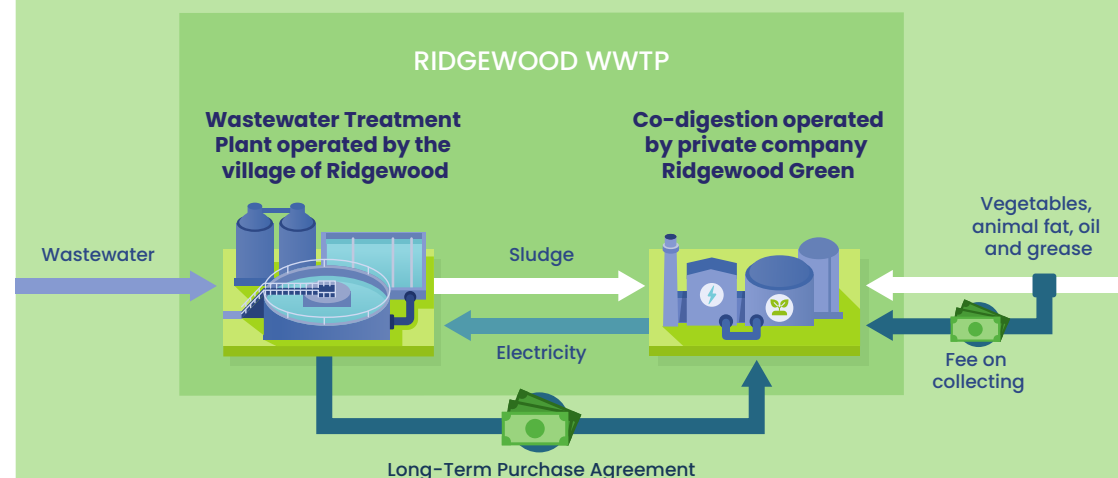 RIDGEWOOD WWTP
Wastewater Treatment
Plant operated by the
village of Ridgewood
Co-digestion operated
by private company
Ridgewood Green
Vegetables,
animal fat, oil
and grease
Wastewater
Sludge
Electricity
Fee on
collecting
Long-Term Purchase Agreement